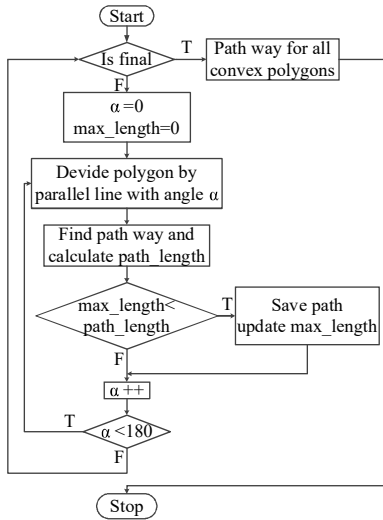 Start
Is final
T
Path way for all
convex polygons
F
α =0
max_length=0
Devide polygon by
parallel line with angle α
Find path way and
calculate path_length
max_length<
path_length
T
Save path
update max_length
F
α ++
T
α <180
F
Stop